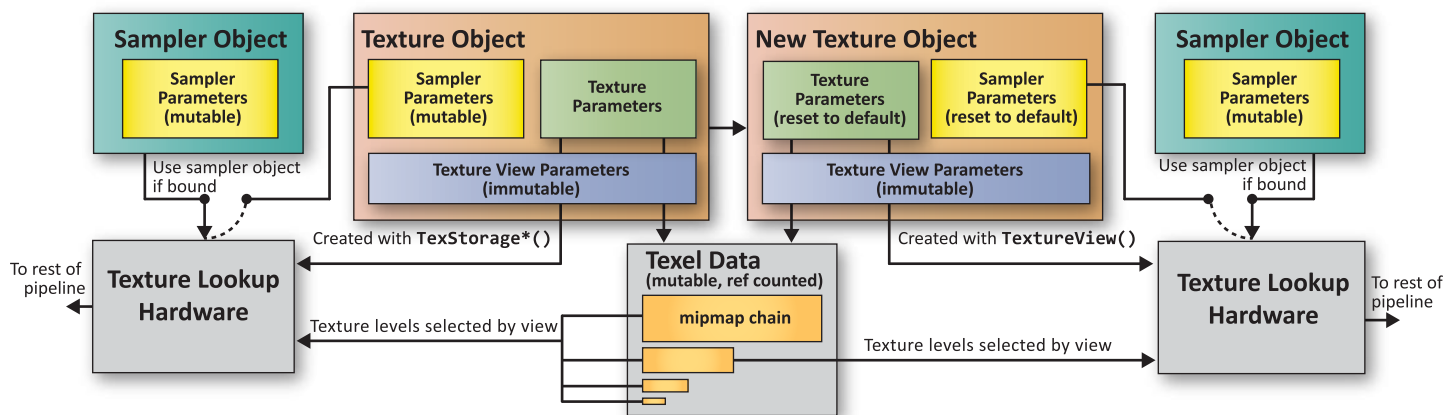 Sampler Object
Sampler
Parameters
(mutable)
Use sampler object
if bound
Texture Object
Sampler
Parameters
(mutable)
Texture
Parameters
Texture View Parameters
(immutable)
Created with TexStorage*()
New Texture Object
Texture
Parameters
(reset to default)
Sampler
Parameters
(reset to default)
Texture View Parameters
(immutable)
Created with TextureView()
Sampler Object
Sampler
Parameters
(mutable)
Use sampler object
if bound
To rest of
pipeline
Texture Lookup
Hardware
Texture levels selected by view
Texel Data
(mutable, ref counted)
mipmap chain
Texture levels selected by view
Texture Lookup
Hardware
To rest of
pipeline